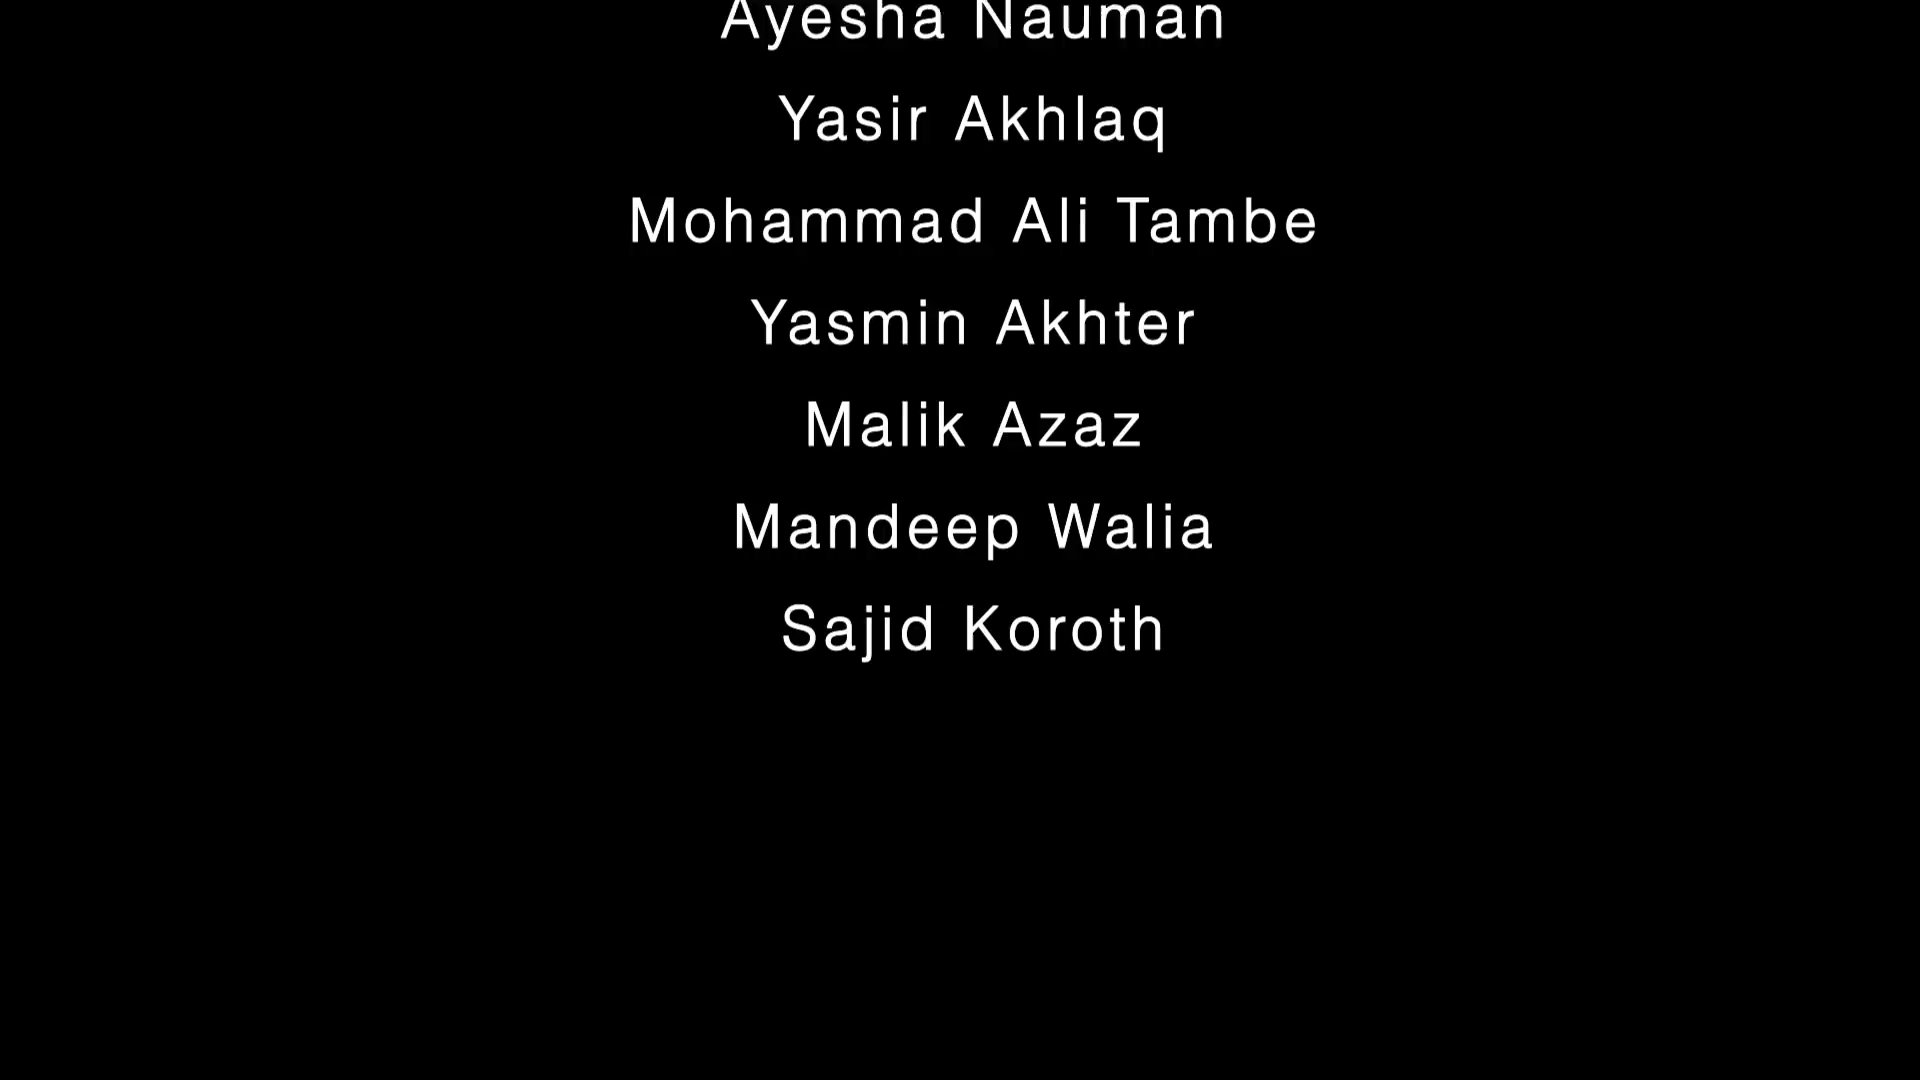 Ayesha Nauman
Yasir Akhlaq
Mohammad Ali Tambe
Yasmin Akhter
Malik Azaz
Mandeep Walia
Sajid Koroth